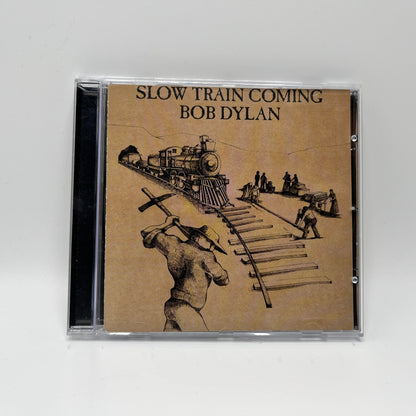 SLOW TRAIN COMING
BOB DYLAN